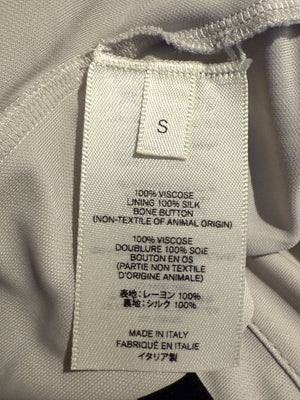 S
100% VISCOSE
LINING 100% SILK
BONE BUTTON
(NON-TEXTILE OF ANIMAL ORIGIN)
100% VISCOSE
DOUBLURE 100% SOIE
BOUTON EN OS
(PARTIE NON TEXTILE
D'ORIGINE ANIMALE)
表地: レーヨン 100%
裏地: シルク 100%
MADE IN ITALY
FABRIQUÉ EN ITALIE
イタリア製